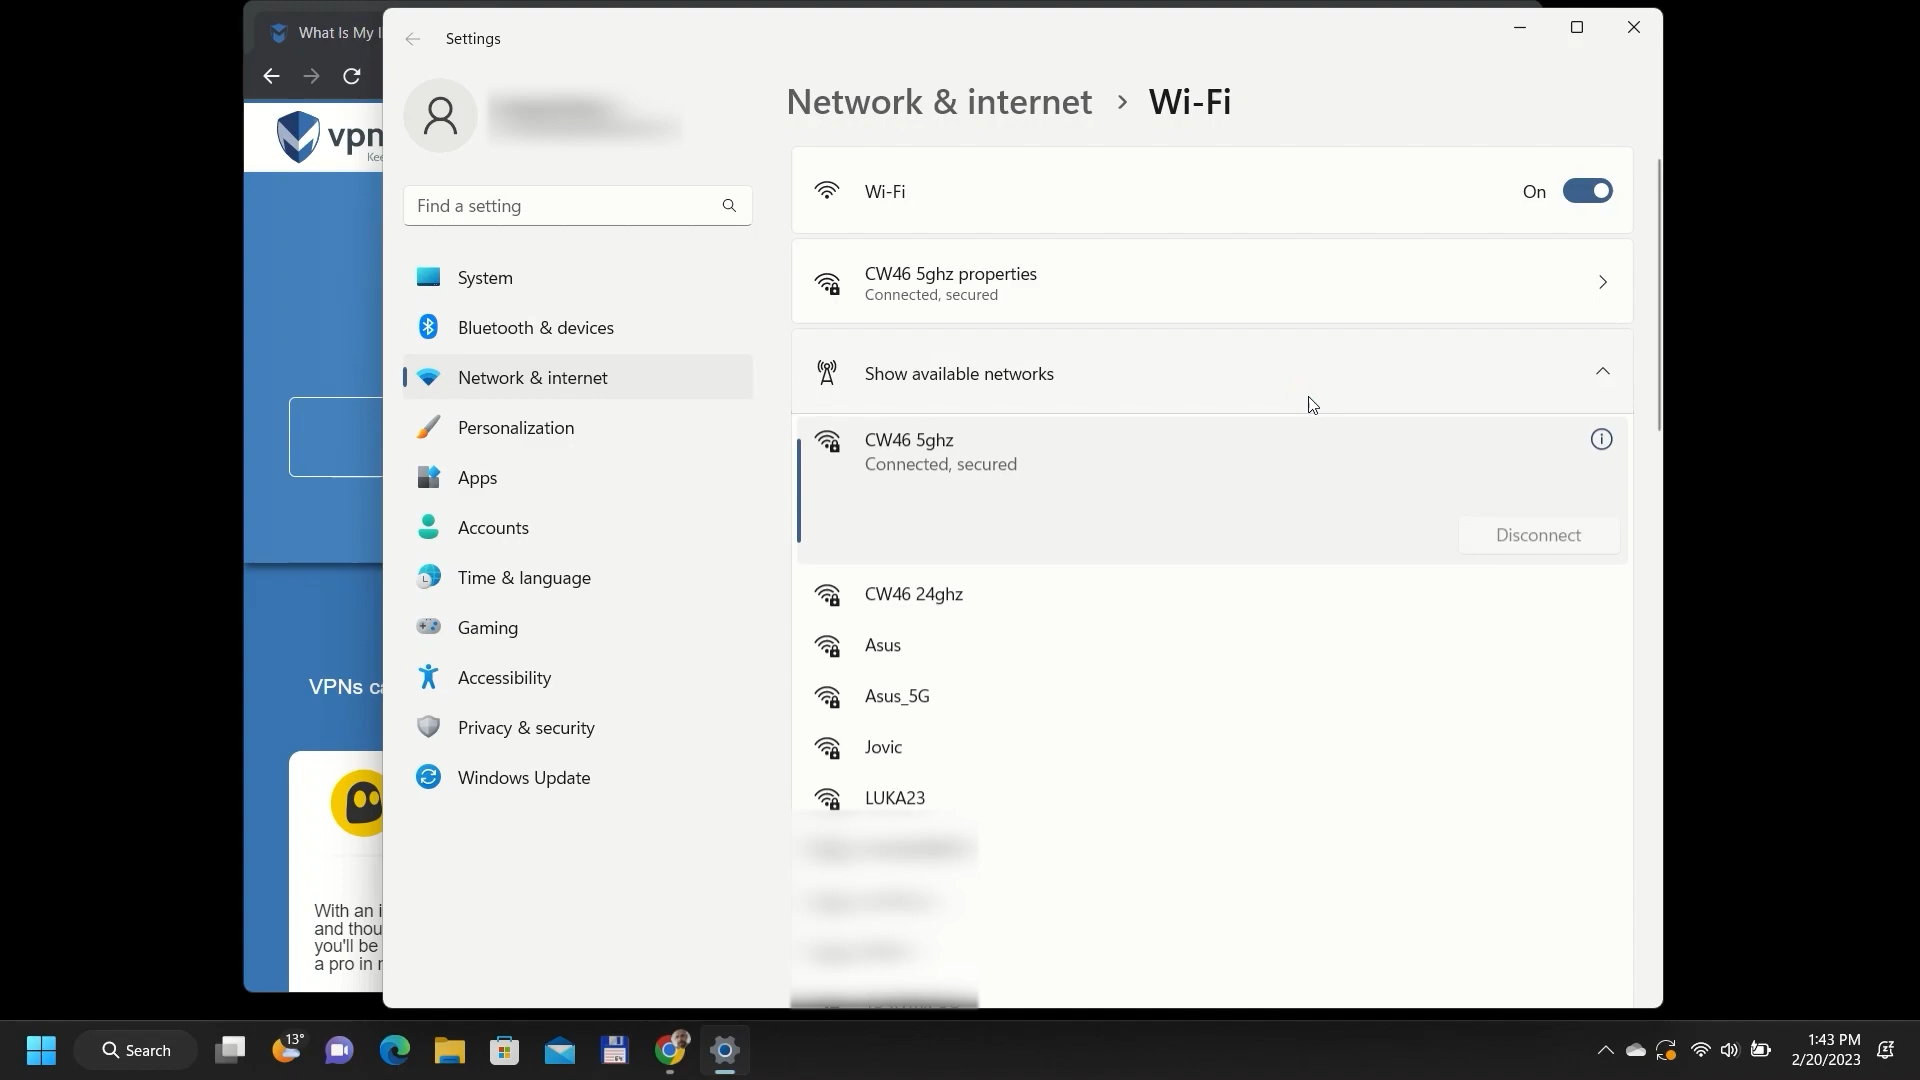 What Is My I
Settings
vpn
Kee
Find a setting
System
Bluetooth & devices
Network & internet
Personalization
Apps
Accounts
Time & language
Gaming
Accessibility
Privacy & security
Windows Update
VPNs ca
With an i
and thou
you'll be
a pro in r
Network & internet > Wi-Fi
Wi-Fi
On
CW46 5ghz properties
Connected, secured
Show available networks
CW46 5ghz
Connected, secured
Disconnect
CW46 24ghz
Asus
Asus_5G
Jovic
LUKA23
Search
13°
1:43 PM
2/20/2023